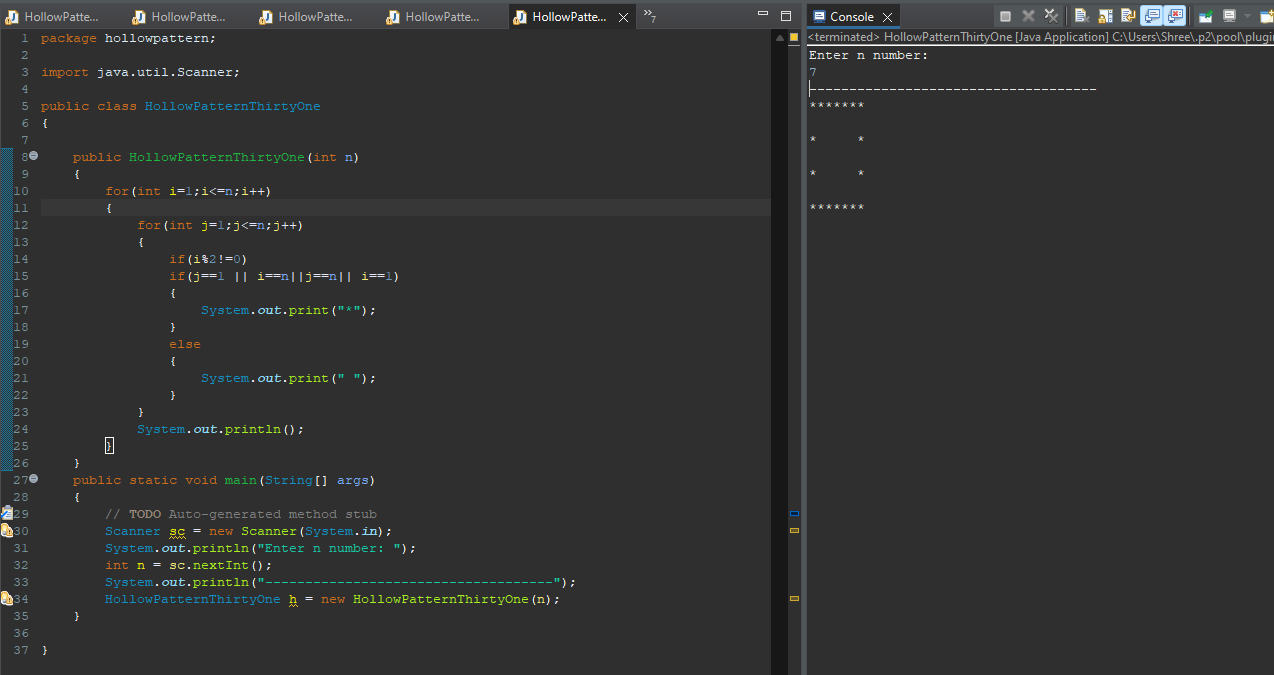 HollowPatte... HollowPatte... HollowPatte... HollowPatte... HollowPatte... »7
1 package hollowpattern;
2
3 import java.util.Scanner;
4
5 public class HollowPatternThirtyOne
6 {
7
8     public HollowPatternThirtyOne(int n)
9     {
10         for(int i=1;i<=n;i++)
11         {
12             for(int j=1;j<=n;j++)
13             {
14                 if(i%2!=0)
15                 if(j==1 || i==n||j==n|| i==1)
16                 {
17                     System.out.print("*");
18                 }
19                 else
20                 {
21                     System.out.print(" ");
22                 }
23             }
24             System.out.println();
25         }
26     }
27     public static void main(String[] args)
28     {
29         // TODO Auto-generated method stub
30         Scanner sc = new Scanner(System.in);
31         System.out.println("Enter n number: ");
32         int n = sc.nextInt();
33         System.out.println("------------------------------------");
34         HollowPatternThirtyOne h = new HollowPatternThirtyOne(n);
35     }
36
37 }
Console
<terminated> HollowPatternThirtyOne [Java Application] C:\Users\Shree\.p2\pool\plugin
Enter n number:
7
------------------------------------
*******

*     *

*     *

*******